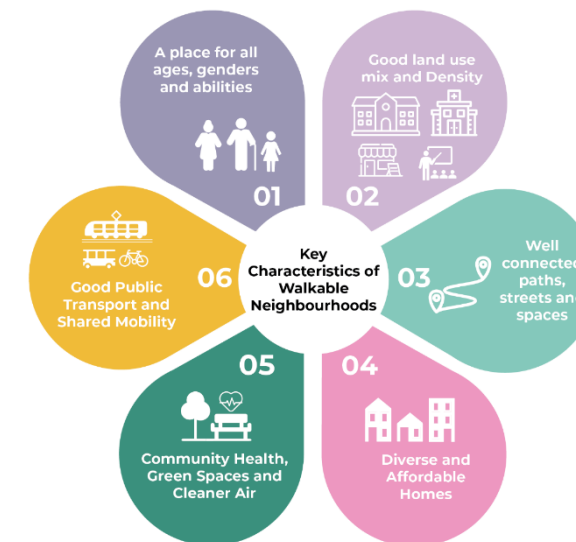 A place for all
ages, genders
and abilities
01
Good land use
mix and Density
02
Well
connected
paths,
streets and
spaces
03
Diverse and
Affordable
Homes
04
Community Health,
Green Spaces and
Cleaner Air
05
Good Public
Transport and
Shared Mobility
06
Key
Characteristics of
Walkable
Neighbourhoods